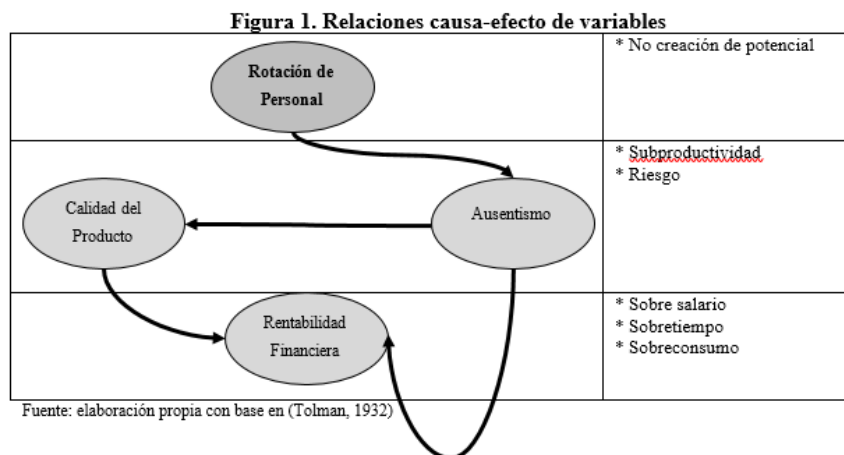 Figura 1. Relaciones causa-efecto de variables
Rotación de
Personal
* No creación de potencial
Calidad del
Producto
Ausentismo
* Subproductividad
* Riesgo
Rentabilidad
Financiera
* Sobre salario
* Sobretiempo
* Sobreconsumo
Fuente: elaboración propia con base en (Tolman, 1932)